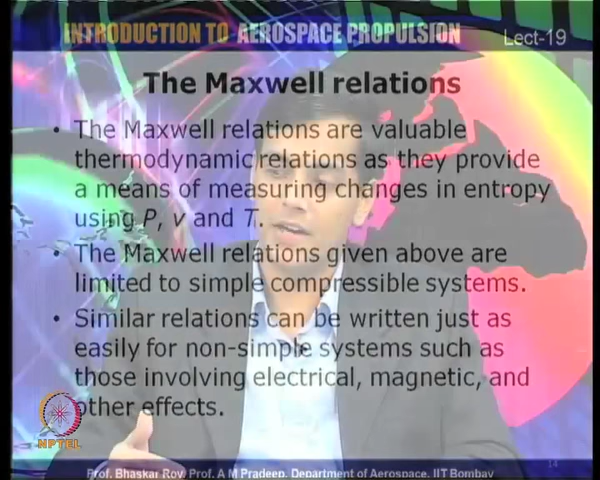 INTRODUCTION TO AEROSPACE PROPULSION
Lect-19
The Maxwell relations
• The Maxwell relations are valuable
thermodynamic relations as they provide
a means of measuring changes in entropy
using P, v and T.
• The Maxwell relations given above are
limited to simple compressible systems.
• Similar relations can be written just as
easily for non-simple systems such as
those involving electrical, magnetic, and
other effects.
NPTEL
Prof. Bhaskar Roy, Prof. A M Pradeep, Department of Aerospace, IIT Bombay
14